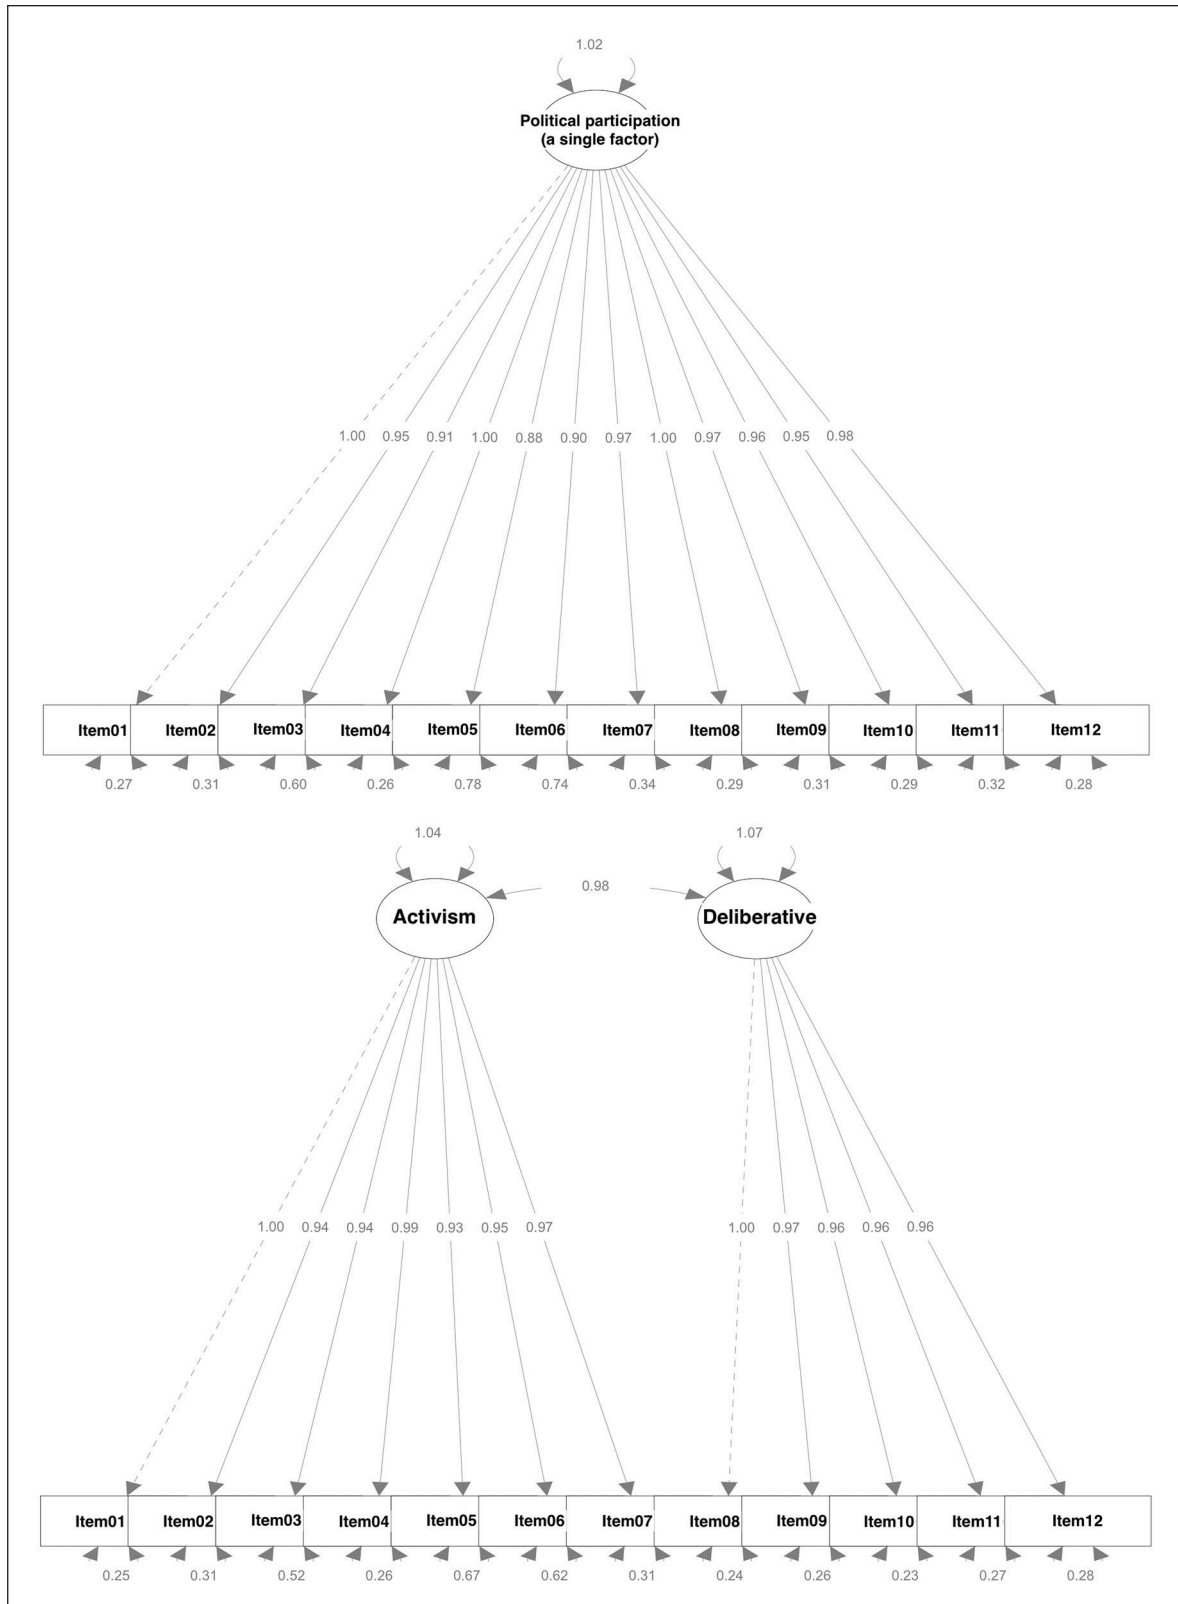 1.02
Political participation
(a single factor)
1.00 0.95 0.91 1.00 0.88 0.90 0.97 1.00 0.97 0.96 0.95 0.98
Item01 Item02 Item03 Item04 Item05 Item06 Item07 Item08 Item09 Item10 Item11 Item12
0.27 0.31 0.60 0.26 0.78 0.74 0.34 0.29 0.31 0.29 0.32 0.28
1.04 1.07
0.98
Activism Deliberative
1.00 0.94 0.94 0.99 0.93 0.95 0.97 1.00 0.97 0.96 0.96 0.96
Item01 Item02 Item03 Item04 Item05 Item06 Item07 Item08 Item09 Item10 Item11 Item12
0.25 0.31 0.52 0.26 0.67 0.62 0.31 0.24 0.26 0.23 0.27 0.28